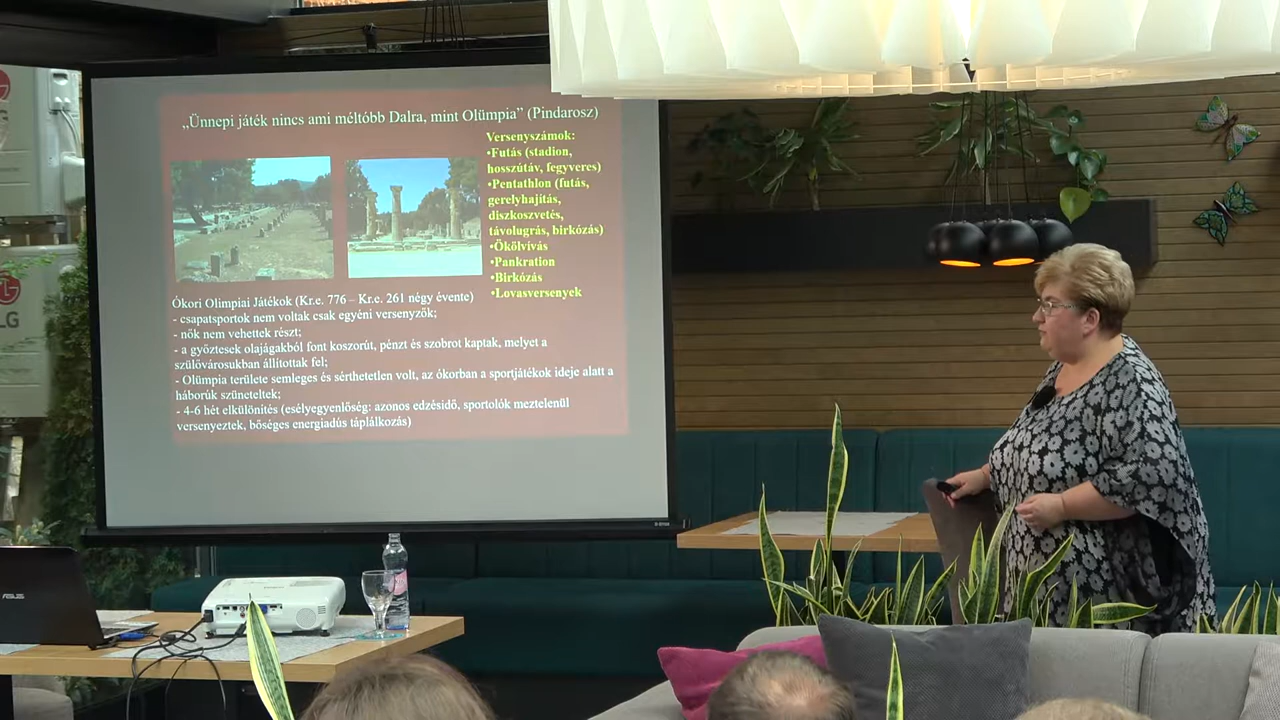 „Ünnepi játék nincs ami méltóbb Dalra, mint Olümpia” (Pindarosz)
Versenyszámok:
•Futás (stadion,
hosszútáv, fegyveres)
•Pentathlon (futás,
gerelyhajítás,
diszkoszvetés,
távolugrás, birkózás)
•Ökölvívás
•Pankration
•Birkózás
•Lovasversenyek
Ókori Olimpiai Játékok (Kr.e. 776 – Kr.e. 261 négy évente)
- csapatsportok nem voltak csak egyéni versenyzők;
- nők nem vehettek részt;
- a győztesek olajágakból font koszorút, pénzt és szobrot kaptak, melyet a
szülővárosukban állítottak fel;
- Olümpia területe semleges és sérthetetlen volt, az ókorban a sportjátékok ideje alatt a
háborúk szüneteltek;
- 4-6 hét elkülönítés (esélyegyenlőség: azonos edzésidő, sportolók meztelenül
versenyeztek, bőséges energiadús táplálkozás)
LG
ASUS